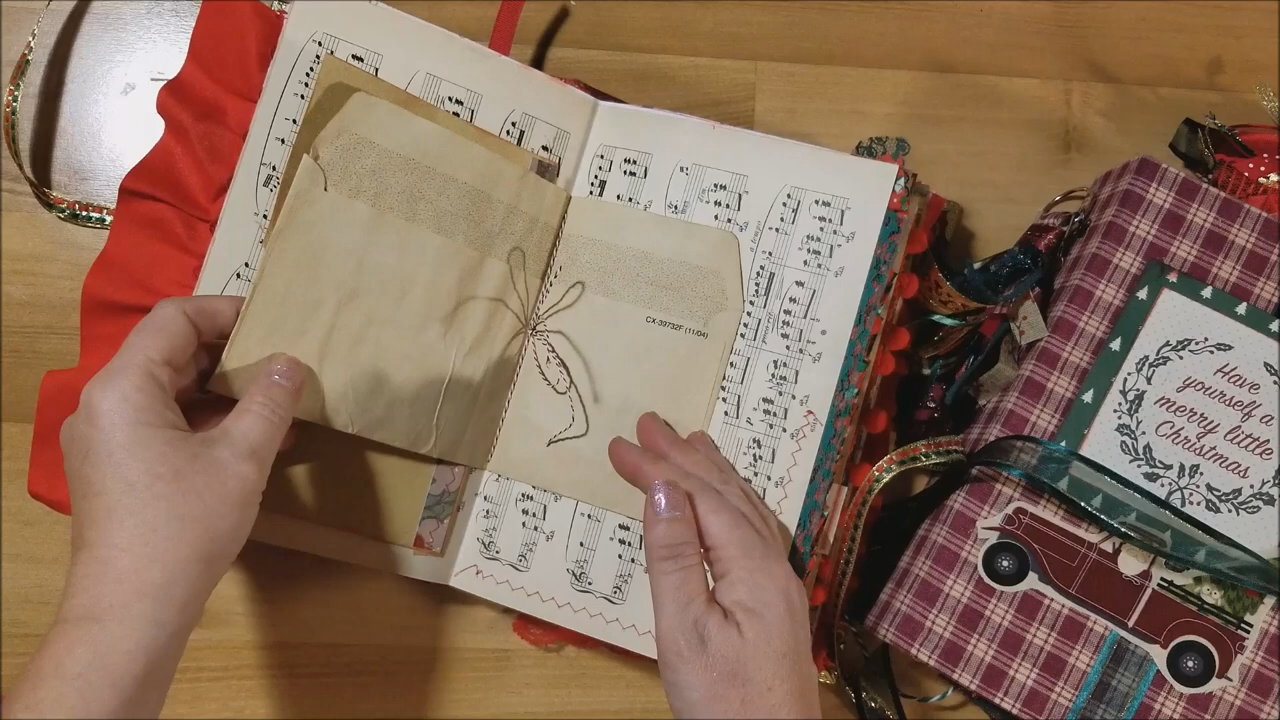 CX-39732F (11/04)
Have
yourself a
merry little
Christmas